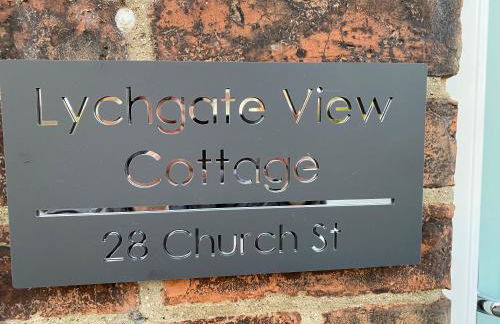 Lychgate View
Cottage
28 Church St